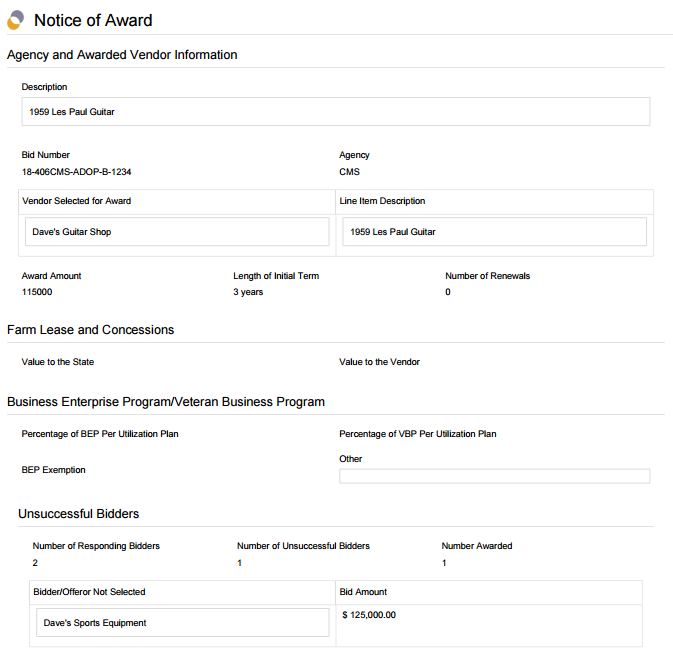 Notice of Award
Agency and Awarded Vendor Information
Description
1959 Les Paul Guitar
Bid Number Agency
18-406CMS-ADOP-B-1234 CMS
Vendor Selected for Award Line Item Description
Dave's Guitar Shop 1959 Les Paul Guitar
Award Amount Length of Initial Term Number of Renewals
115000 3 years 0
Farm Lease and Concessions
Value to the State Value to the Vendor
Business Enterprise Program/Veteran Business Program
Percentage of BEP Per Utilization Plan Percentage of VBP Per Utilization Plan
Other
BEP Exemption
Unsuccessful Bidders
Number of Responding Bidders Number of Unsuccessful Bidders Number Awarded
2 1 1
Bidder/Offeror Not Selected Bid Amount
$ 125,000.00
Dave's Sports Equipment